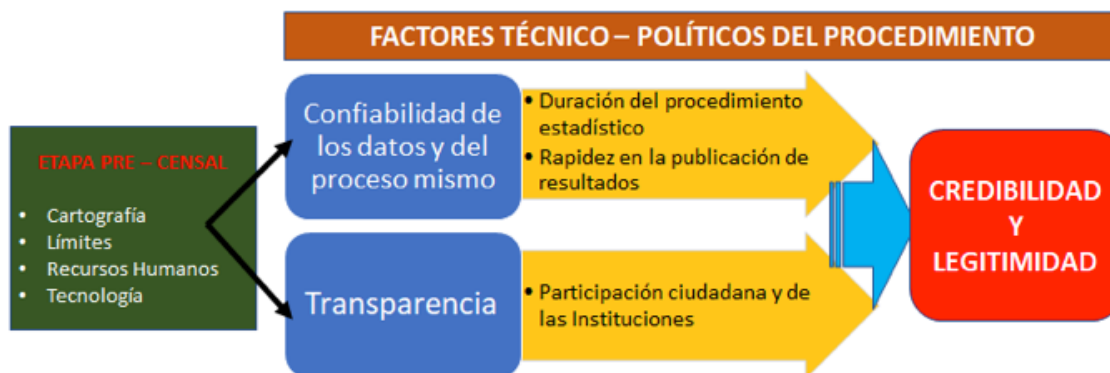 FACTORES TÉCNICO – POLÍTICOS DEL PROCEDIMIENTO
ETAPA PRE – CENSAL
• Cartografía
• Límites
• Recursos Humanos
• Tecnología
Confiabilidad de
los datos y del
proceso mismo
• Duración del procedimiento
estadístico
• Rapidez en la publicación de
resultados
Transparencia
• Participación ciudadana y de
las Instituciones
CREDIBILIDAD
Y
LEGITIMIDAD